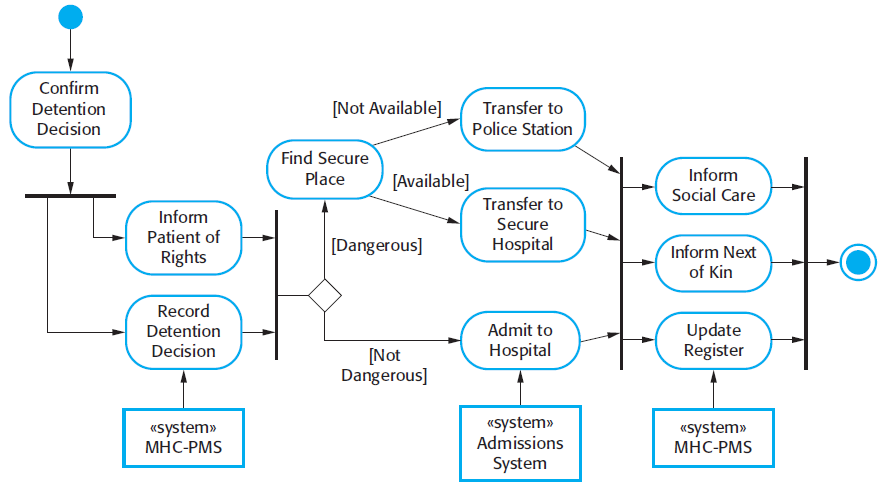 Confirm
Detention
Decision
Inform
Patient of
Rights
Record
Detention
Decision
«system»
MHC-PMS
Find Secure
Place
[Dangerous]
[Not
Dangerous]
[Not Available]
[Available]
Transfer to
Police Station
Transfer to
Secure
Hospital
Admit to
Hospital
«system»
Admissions
System
Inform
Social Care
Inform Next
of Kin
Update
Register
«system»
MHC-PMS